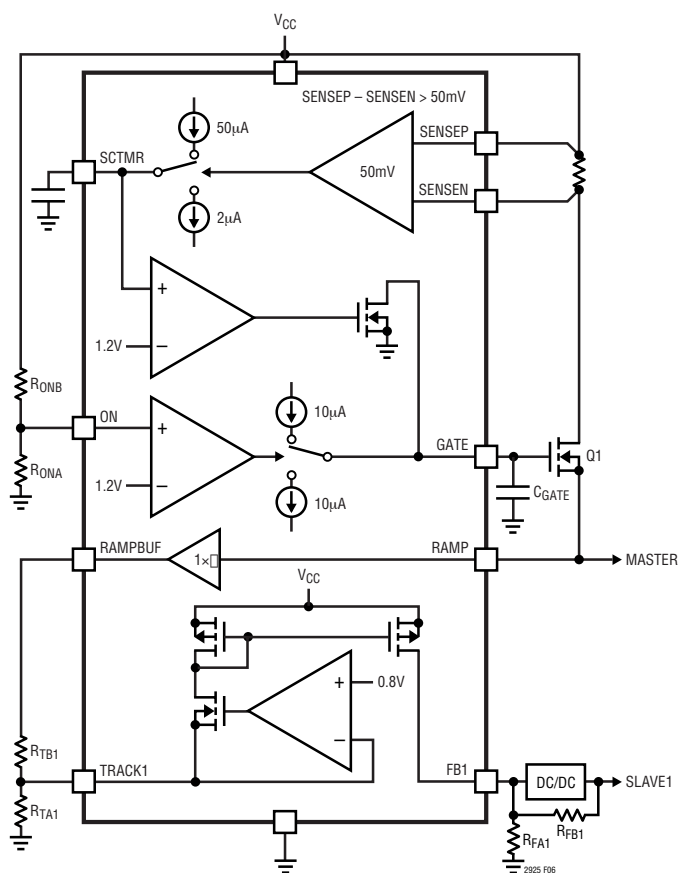 VCC
SENSEP – SENSEN > 50mV
50µA
SENSEP
SCTMR
50mV
SENSEN
2µA
+
1.2V
–
RONB
ON
10µA
+
GATE
Q1
RONA
1.2V
–
10µA
CGATE
RAMPBUF
1×
RAMP
MASTER
VCC
+
0.8V
–
RTB1
TRACK1
FB1
DC/DC
SLAVE1
RTA1
RFB1
RFA1
2925 F06